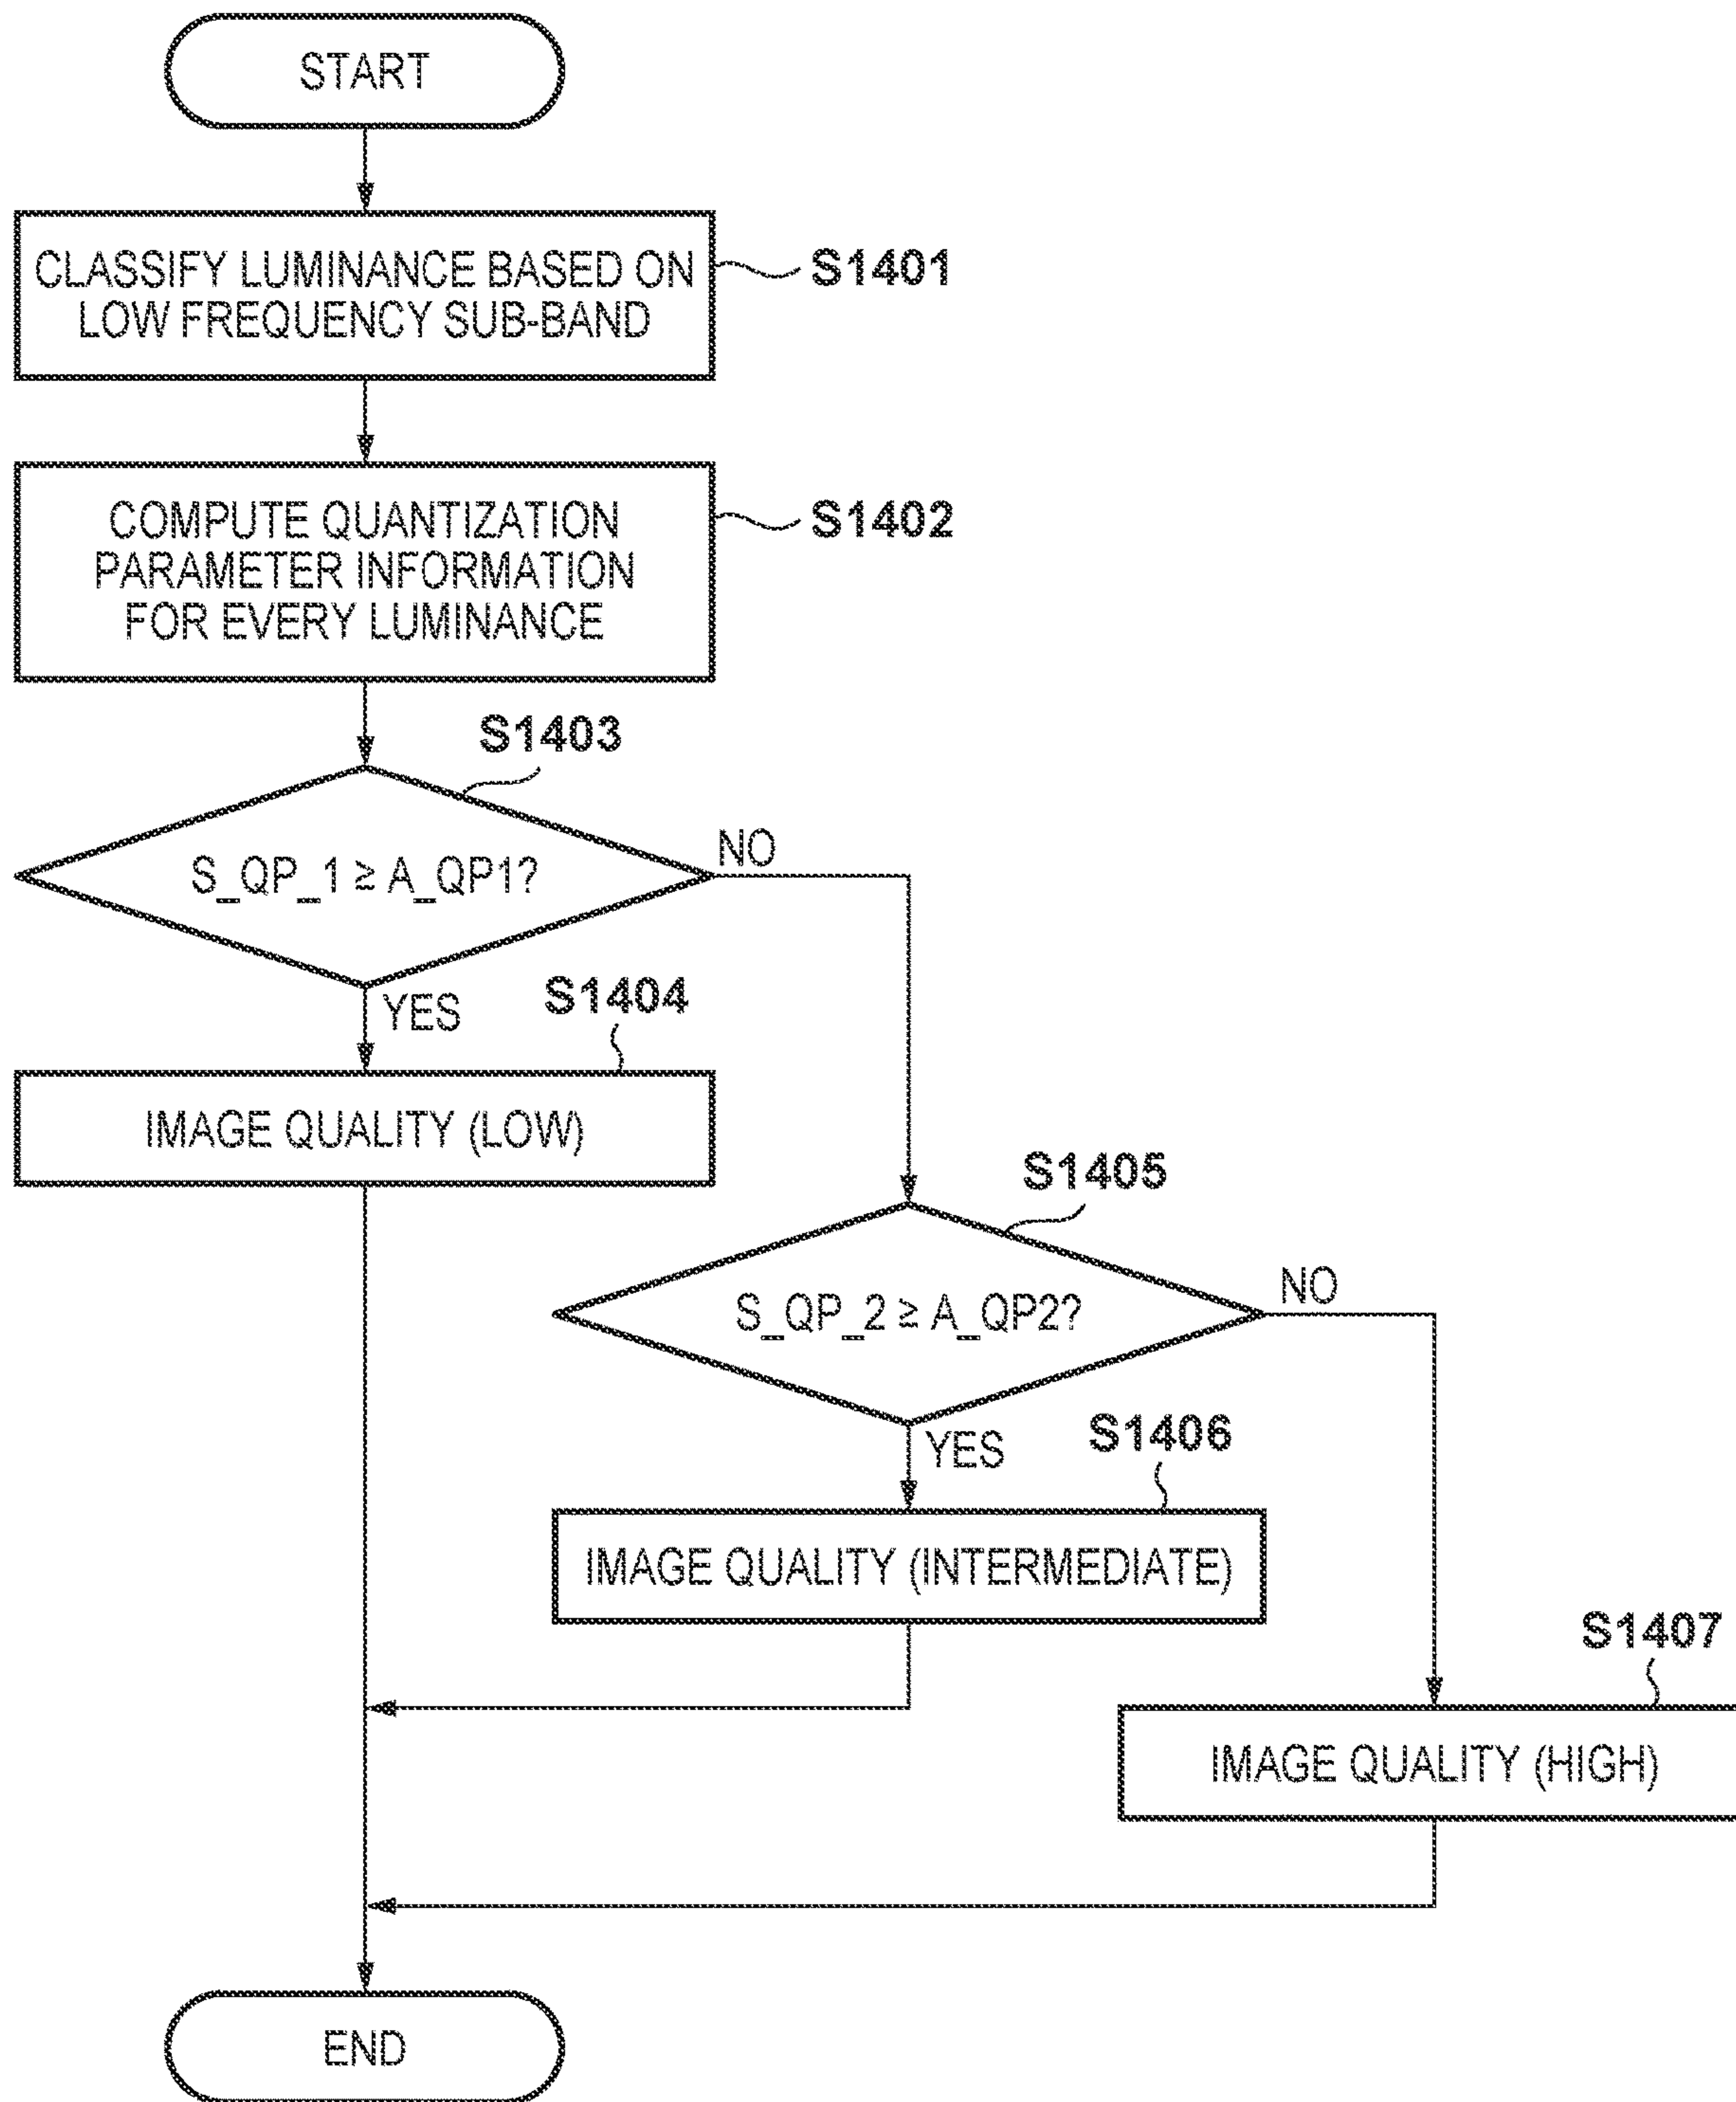 START
CLASSIFY LUMINANCE BASED ON
LOW FREQUENCY SUB-BAND
S1401
COMPUTE QUANTIZATION
PARAMETER INFORMATION
FOR EVERY LUMINANCE
S1402
S1403
S_QP_1 ≥ A_QP1?
NO
YES
S1404
IMAGE QUALITY (LOW)
S1405
S_QP_2 ≥ A_QP2?
NO
YES
S1406
IMAGE QUALITY (INTERMEDIATE)
S1407
IMAGE QUALITY (HIGH)
END